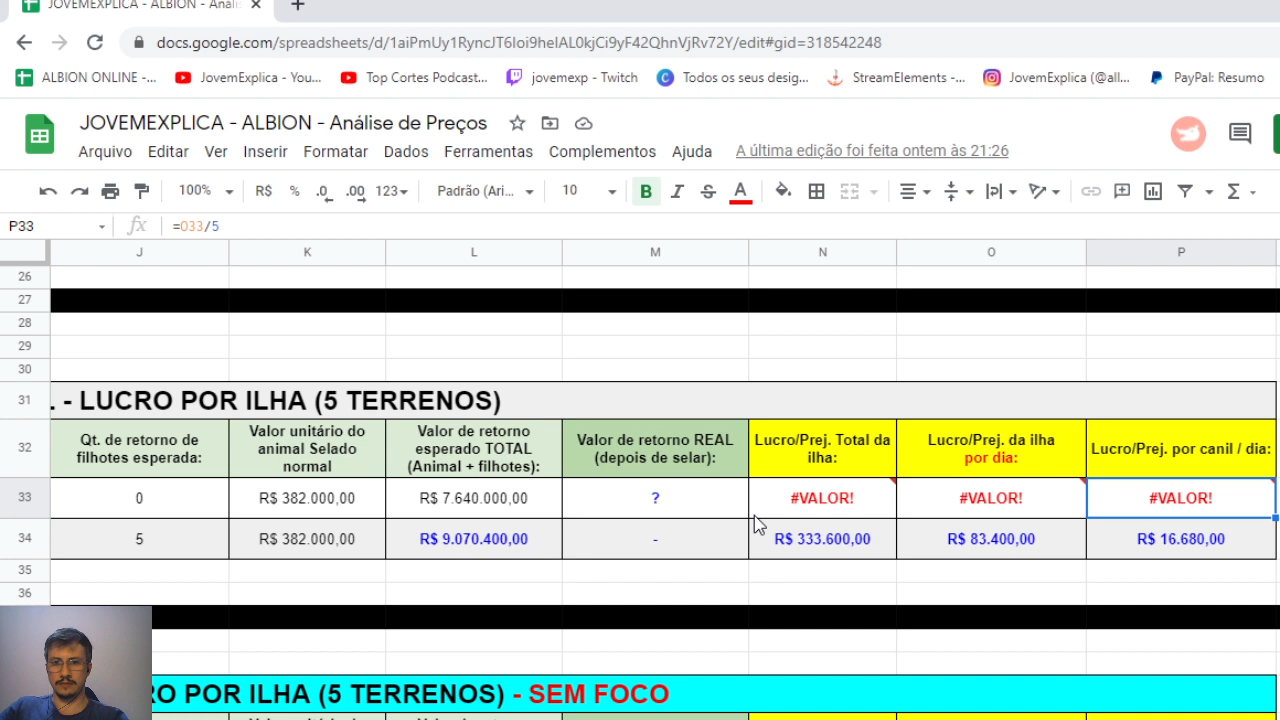 JOVEMEXPLICA - ALBION - Anális
docs.google.com/spreadsheets/d/1aiPmUy1RyncJT6Ioi9helAL0kjCi9yF42QhnVjRv72Y/edit#gid=318542248
ALBION ONLINE -... JovemExplica - You... Top Cortes Podcast... jovemexp - Twitch Todos os seus desig... StreamElements -... JovemExplica (@all... PayPal: Resumo
JOVEMEXPLICA - ALBION - Análise de Preços
Arquivo Editar Ver Inserir Formatar Dados Ferramentas Complementos Ajuda A última edição foi feita ontem às 21:26
100% R$ % .0 .00 123 Padrão (Ari... 10 B I S A Σ
P33 fx =O33/5
J K L M N O P
26
27
28
29
30
31 . - LUCRO POR ILHA (5 TERRENOS)
32
Qt. de retorno de
filhotes esperada:
Valor unitário do
animal Selado
normal
Valor de retorno
esperado TOTAL
(Animal + filhotes):
Valor de retorno REAL
(depois de selar):
Lucro/Prej. Total da
ilha:
Lucro/Prej. da ilha
por dia:
Lucro/Prej. por canil / dia:
33 0 R$ 382.000,00 R$ 7.640.000,00 ? #VALOR! #VALOR! #VALOR!
34 5 R$ 382.000,00 R$ 9.070.400,00 - R$ 333.600,00 R$ 83.400,00 R$ 16.680,00
35
36
RO POR ILHA (5 TERRENOS) - SEM FOCO